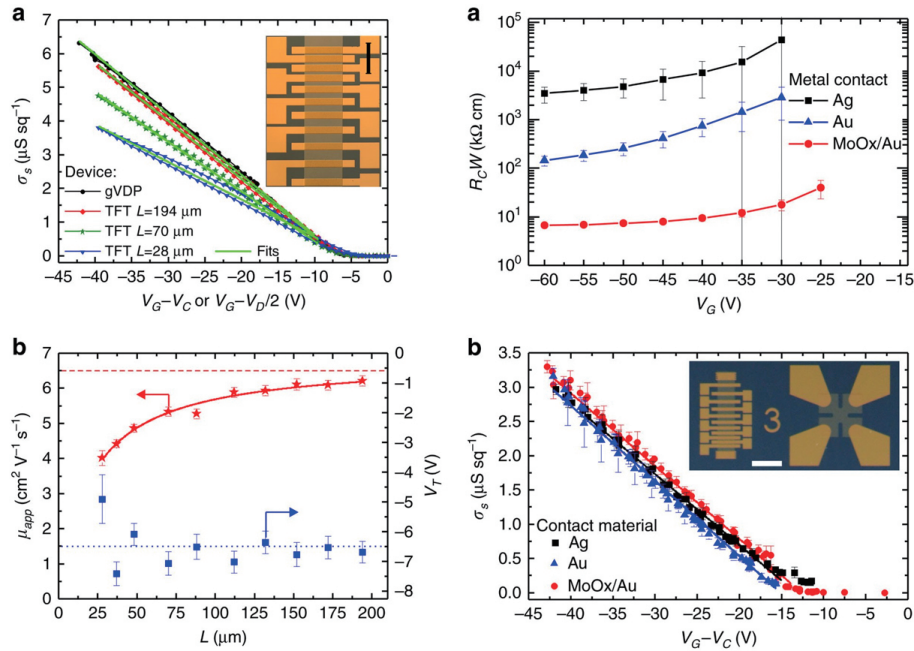 a
7
6
5
4
3
2
1
0
σs (µS sq⁻¹)
Device:
gVDP
TFT L=194 µm
TFT L=70 µm
TFT L=28 µm
Fits
−45 −40 −35 −30 −25 −20 −15 −10 −5 0
VG−VC or VG−VD/2 (V)
a
10⁵
10⁴
10³
10²
10¹
10⁰
RCW (kΩ cm)
Metal contact
Ag
Au
MoOx/Au
−60 −55 −50 −45 −40 −35 −30 −25 −20 −15
VG (V)
b
7
6
5
4
3
2
1
0
µapp (cm² V⁻¹ s⁻¹)
0
−1
−2
−3
−4
−5
−6
−7
−8
VT (V)
0 25 50 75 100 125 150 175 200
L (µm)
b
3.5
3.0
2.5
2.0
1.5
1.0
0.5
0.0
σs (µS sq⁻¹)
3
Contact material
Ag
Au
MoOx/Au
−45 −40 −35 −30 −25 −20 −15 −10 −5 0
VG−VC (V)